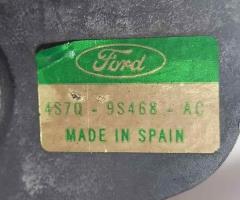 Ford
4S7Q - 9S468 - AC
MADE IN SPAIN